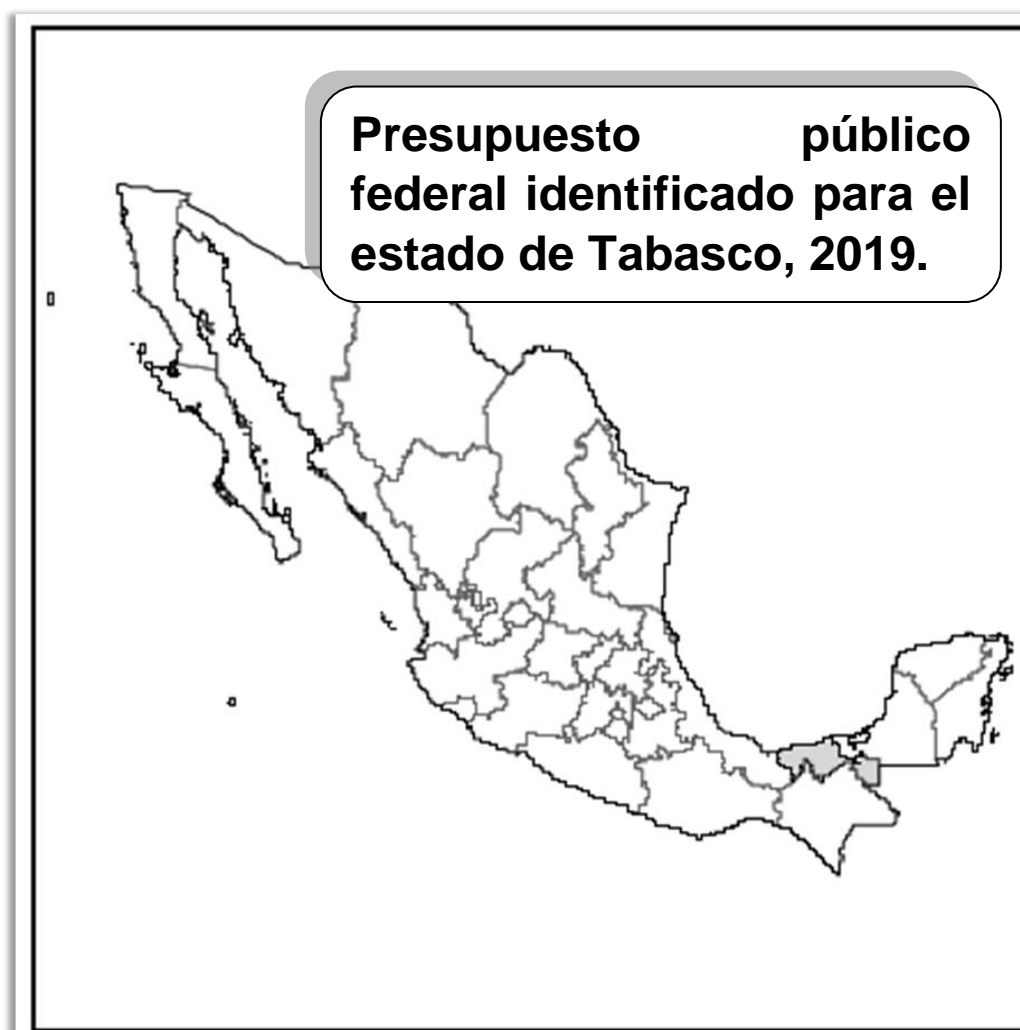 Presupuesto público
federal identificado para el
estado de Tabasco, 2019.